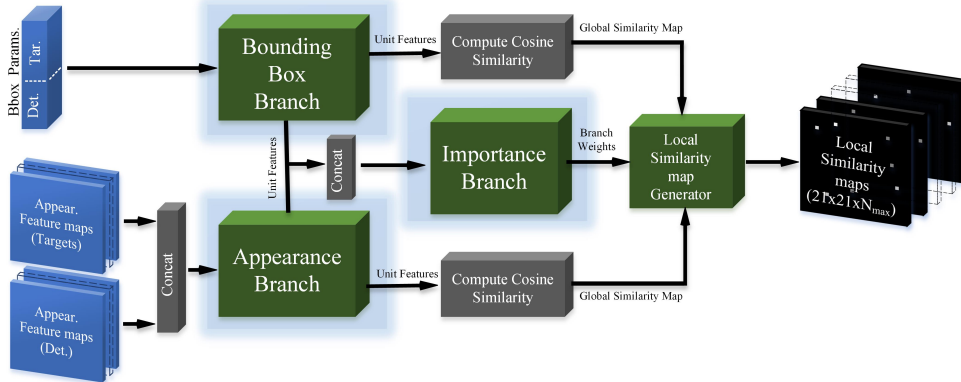 Bbox Params.
Tar.
Det.
Bounding
Box
Branch
Unit Features
Compute Cosine
Similarity
Global Similarity Map
Unit Features
Concat
Importance
Branch
Branch
Weights
Local
Similarity
map
Generator
Local
Similarity
maps
(21x21xNmax)
Appear.
Feature maps
(Targets)
Appear.
Feature maps
(Det.)
Concat
Appearance
Branch
Unit Features
Compute Cosine
Similarity
Global Similarity Map